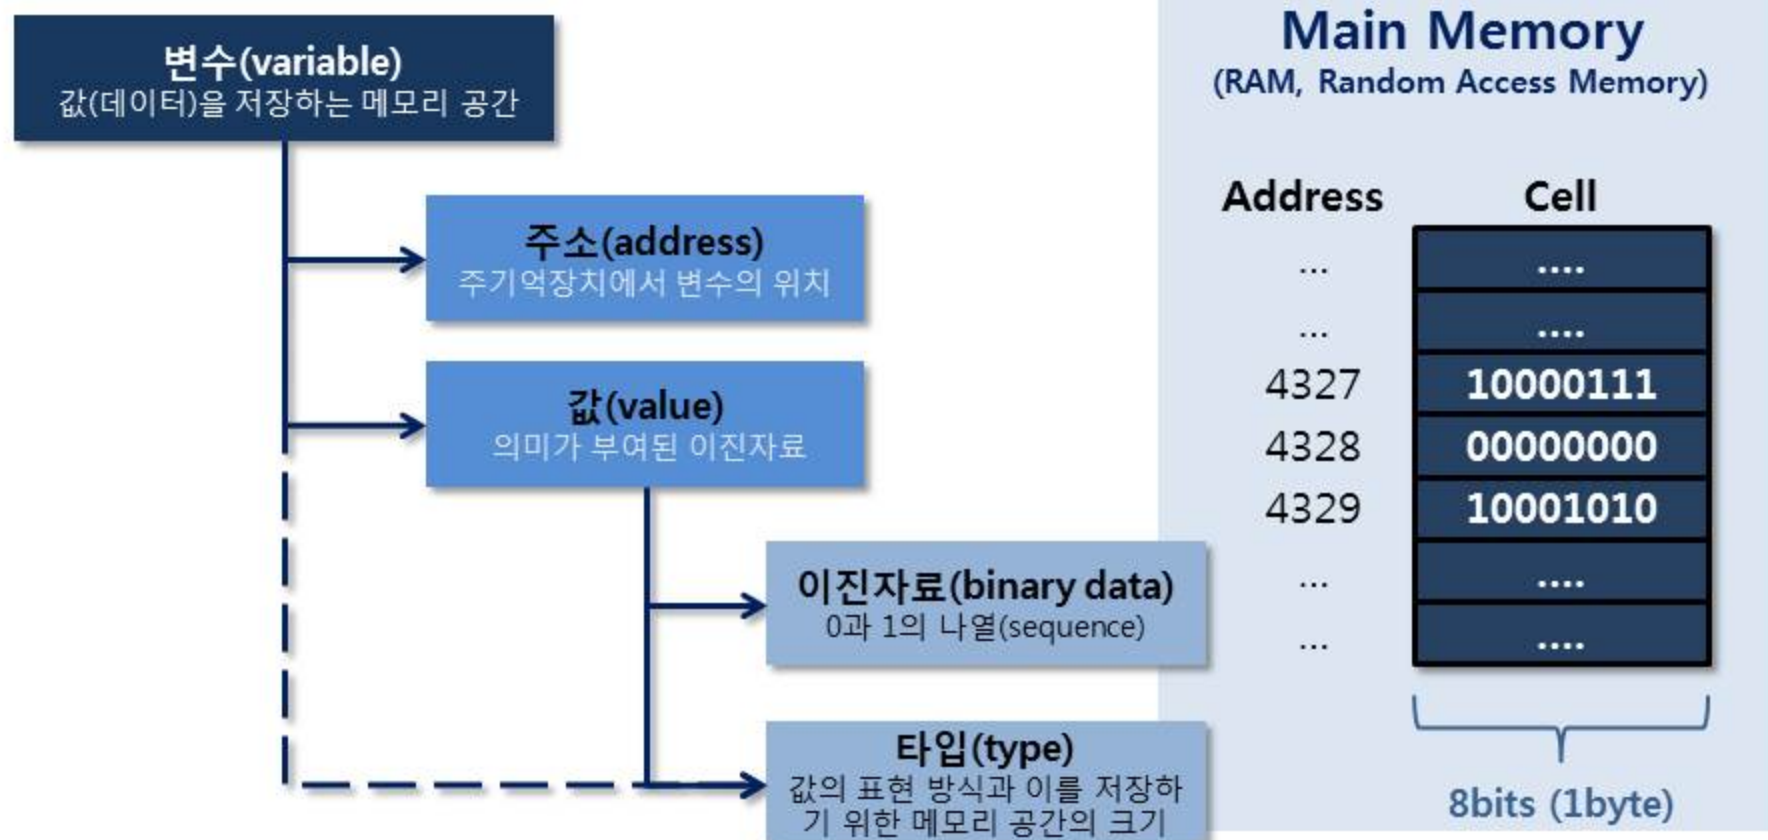 변수(variable)
값(데이터)을 저장하는 메모리 공간
주소(address)
주기억장치에서 변수의 위치
값(value)
의미가 부여된 이진자료
이진자료(binary data)
0과 1의 나열(sequence)
타입(type)
값의 표현 방식과 이를 저장하
기 위한 메모리 공간의 크기
Main Memory
(RAM, Random Access Memory)
Address Cell
... ....
... ....
4327 10000111
4328 00000000
4329 10001010
... ....
... ....
8bits (1byte)